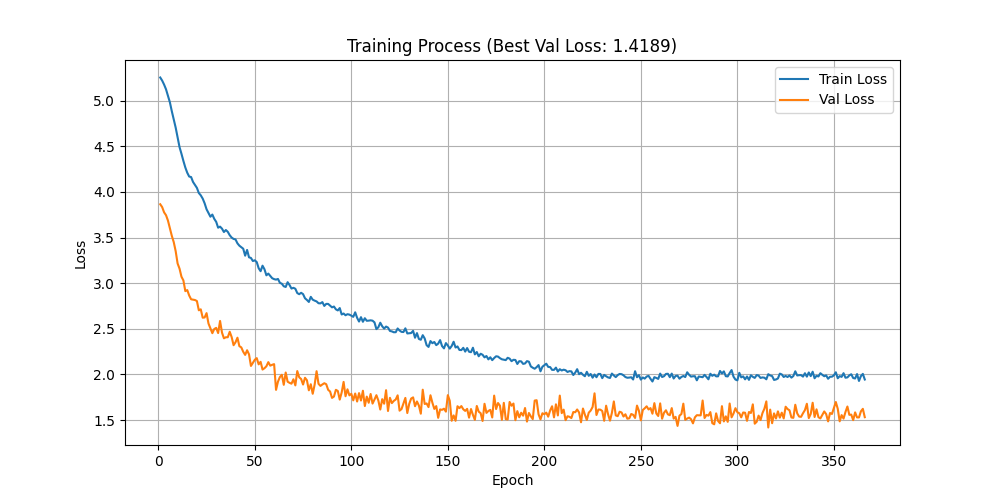 Training Process (Best Val Loss: 1.4189)
Train Loss
Val Loss
Loss
5.0
4.5
4.0
3.5
3.0
2.5
2.0
1.5
0 50 100 150 200 250 300 350
Epoch